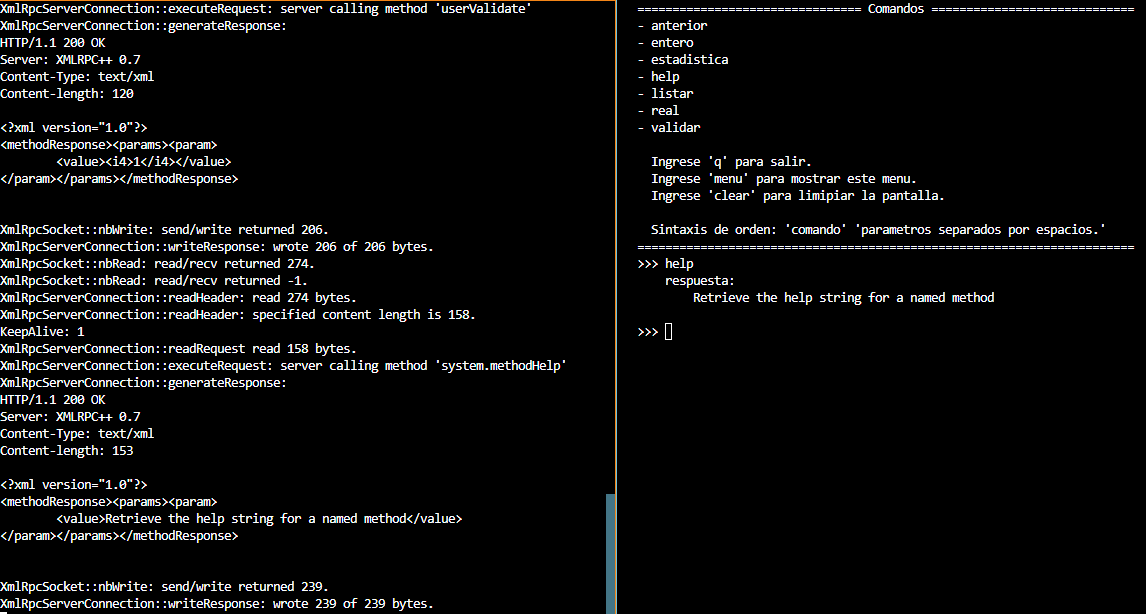 XmlRpcServerConnection::executeRequest: server calling method 'userValidate'
XmlRpcServerConnection::generateResponse:
HTTP/1.1 200 OK
Server: XMLRPC++ 0.7
Content-Type: text/xml
Content-length: 120
<?xml version="1.0"?>
<methodResponse><params><param>
<value><i4>1</i4></value>
</param></params></methodResponse>
XmlRpcSocket::nbWrite: send/write returned 206.
XmlRpcServerConnection::writeResponse: wrote 206 of 206 bytes.
XmlRpcSocket::nbRead: read/recv returned 274.
XmlRpcSocket::nbRead: read/recv returned -1.
XmlRpcServerConnection::readHeader: read 274 bytes.
XmlRpcServerConnection::readHeader: specified content length is 158.
KeepAlive: 1
XmlRpcServerConnection::readRequest read 158 bytes.
XmlRpcServerConnection::executeRequest: server calling method 'system.methodHelp'
XmlRpcServerConnection::generateResponse:
HTTP/1.1 200 OK
Server: XMLRPC++ 0.7
Content-Type: text/xml
Content-length: 153
<?xml version="1.0"?>
<methodResponse><params><param>
<value>Retrieve the help string for a named method</value>
</param></params></methodResponse>
XmlRpcSocket::nbWrite: send/write returned 239.
XmlRpcServerConnection::writeResponse: wrote 239 of 239 bytes.
================================ Comandos =============================
- anterior
- entero
- estadistica
- help
- listar
- real
- validar
Ingrese 'q' para salir.
Ingrese 'menu' para mostrar este menu.
Ingrese 'clear' para limipiar la pantalla.
Sintaxis de orden: 'comando' 'parametros separados por espacios.'
=======================================================================
>>> help
respuesta:
Retrieve the help string for a named method
>>>